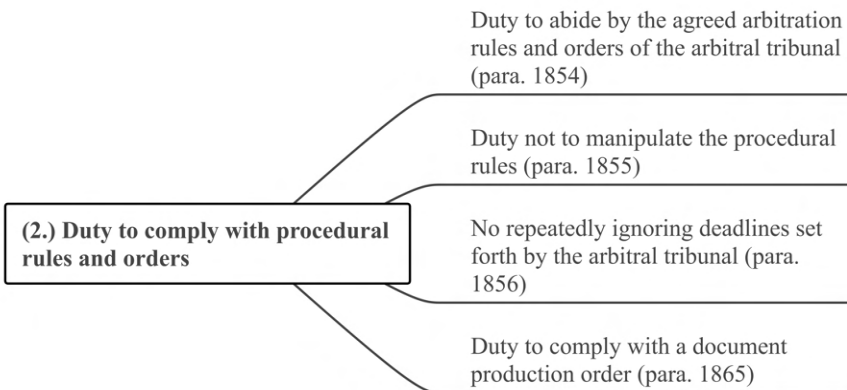 Duty to abide by the agreed arbitration
rules and orders of the arbitral tribunal
(para. 1854)
Duty not to manipulate the procedural
rules (para. 1855)
(2.) Duty to comply with procedural
rules and orders
No repeatedly ignoring deadlines set
forth by the arbitral tribunal (para.
1856)
Duty to comply with a document
production order (para. 1865)